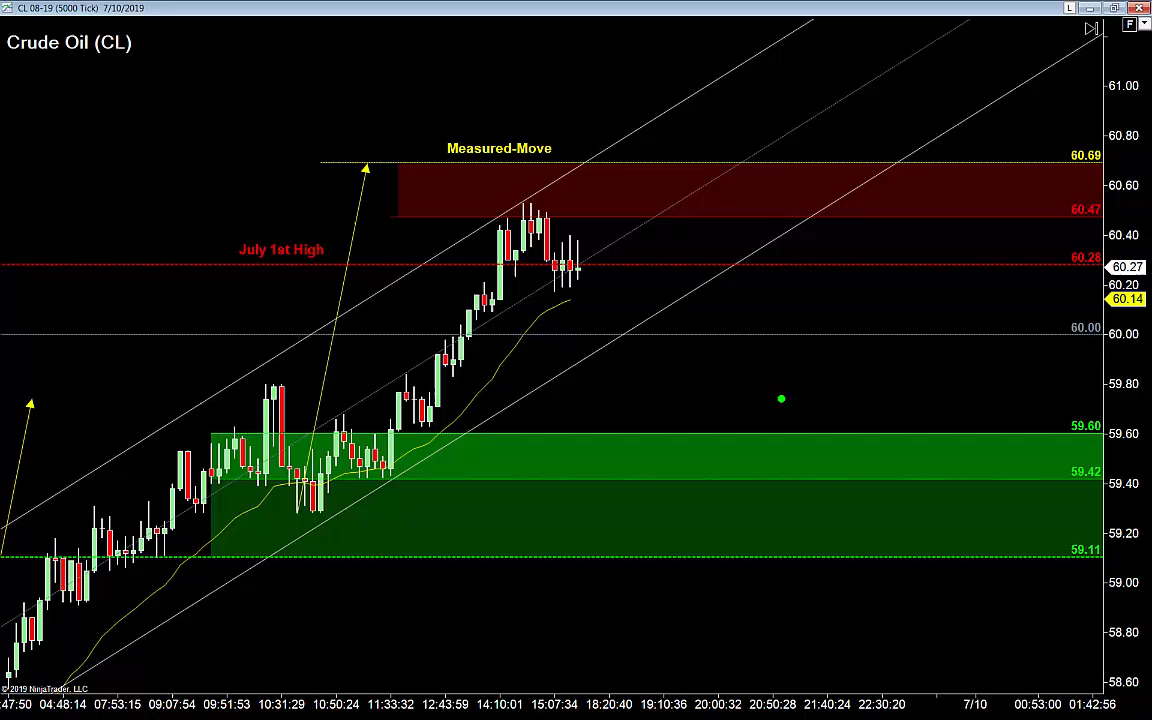 CL 08-19 (5000 Tick)  7/10/2019
L
F
Crude Oil (CL)
61.00
60.80
Measured-Move
60.69
60.60
60.47
60.40
July 1st High
60.28
60.27
60.20
60.14
60.00
60.00
59.80
59.60
59.60
59.42
59.40
59.20
59.11
59.00
58.80
58.60
© 2019 NinjaTrader, LLC
:47:50 04:48:14 07:53:15 09:07:54 09:51:53 10:31:29 10:50:24 11:33:32 12:43:59 14:10:01 15:07:34 18:20:40 19:10:36 20:00:32 20:50:28 21:40:24 22:30:20 7/10 00:53:00 01:42:56